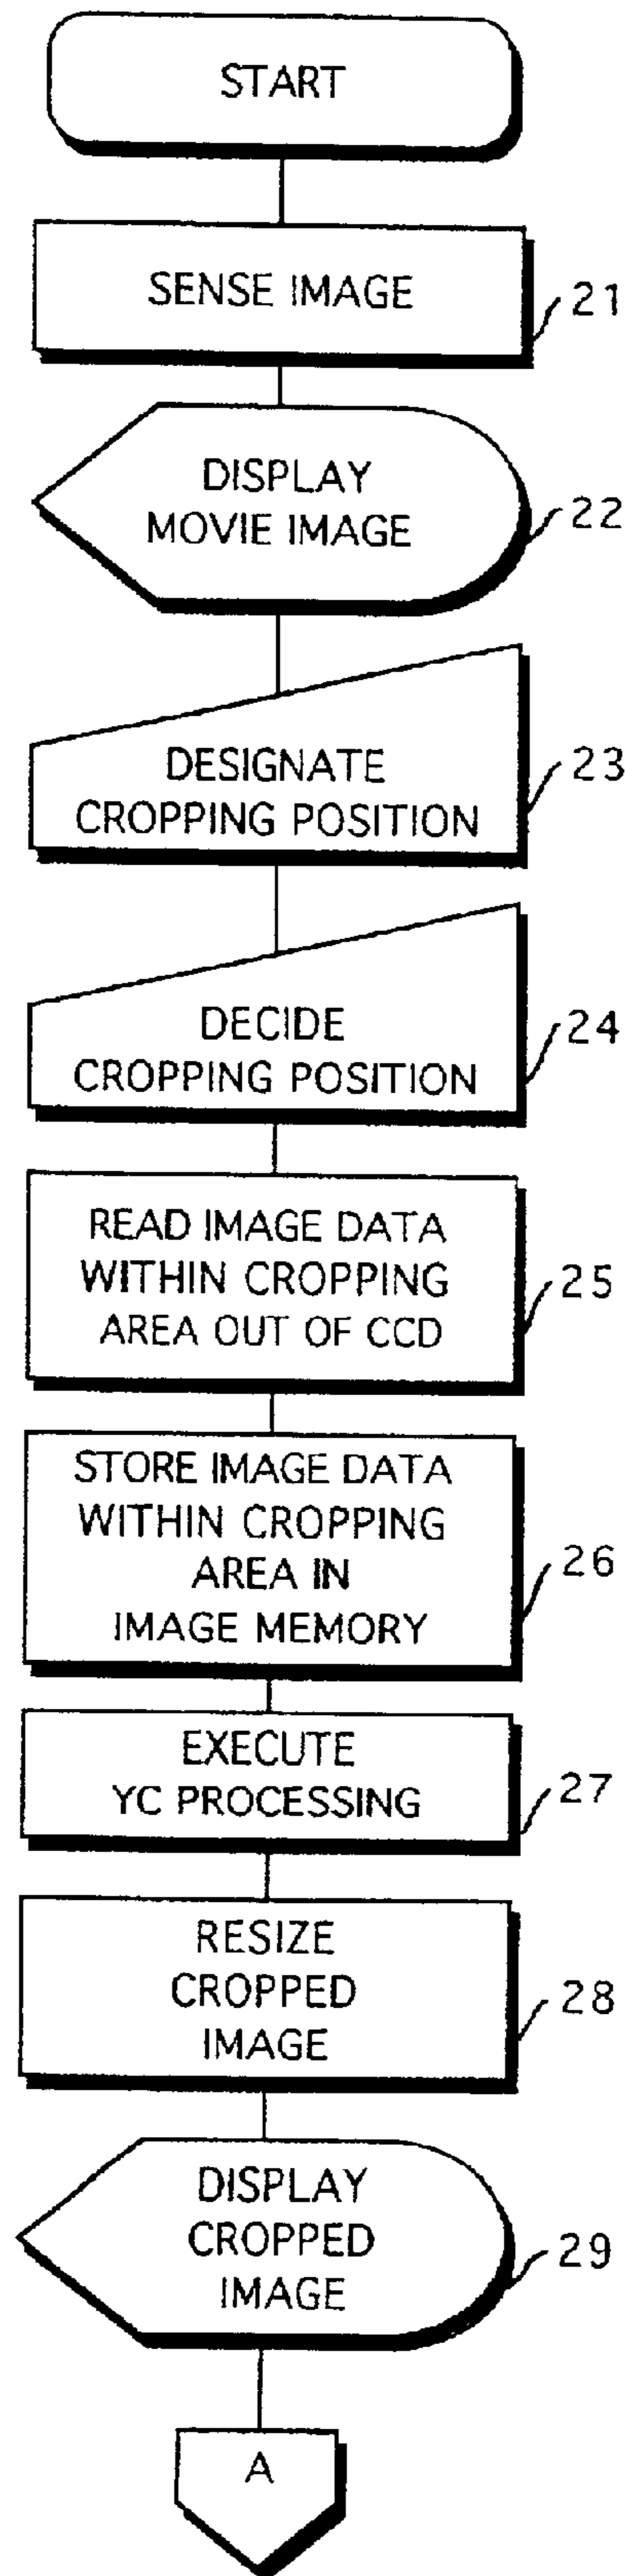 START
SENSE IMAGE
21
DISPLAY
MOVIE IMAGE
22
DESIGNATE
CROPPING POSITION
23
DECIDE
CROPPING POSITION
24
READ IMAGE DATA
WITHIN CROPPING
AREA OUT OF CCD
25
STORE IMAGE DATA
WITHIN CROPPING
AREA IN
IMAGE MEMORY
26
EXECUTE
YC PROCESSING
27
RESIZE
CROPPED
IMAGE
28
DISPLAY
CROPPED
IMAGE
29
A